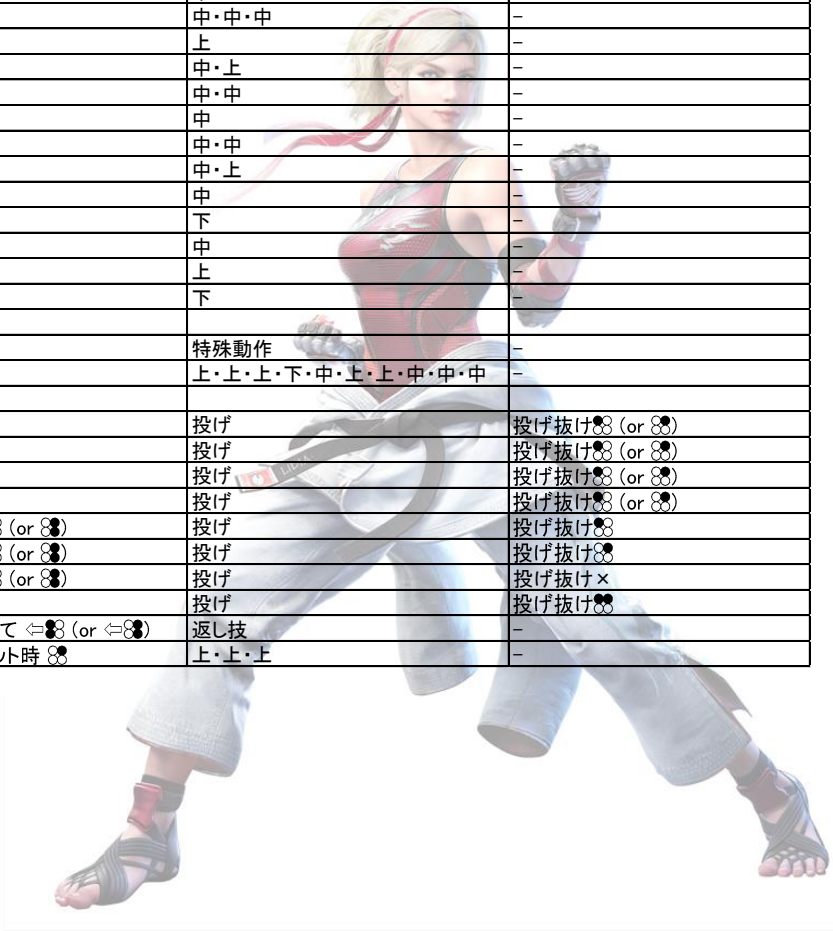 中・中・中 –
上 –
中・上 –
中・中 –
中 –
中・中 –
中・上 –
中 –
下 –
中 –
上 –
下 –
特殊動作 –
上・上・上・下・中・上・上・中・中・中 –
投げ 投げ抜け (or )
投げ 投げ抜け (or )
投げ 投げ抜け (or )
投げ 投げ抜け (or )
(or ) 投げ 投げ抜け
(or ) 投げ 投げ抜け
(or ) 投げ 投げ抜け×
投げ 投げ抜け
て ⇦ (or ⇦) 返し技 –
ット時 上・上・上 –
LIDIA